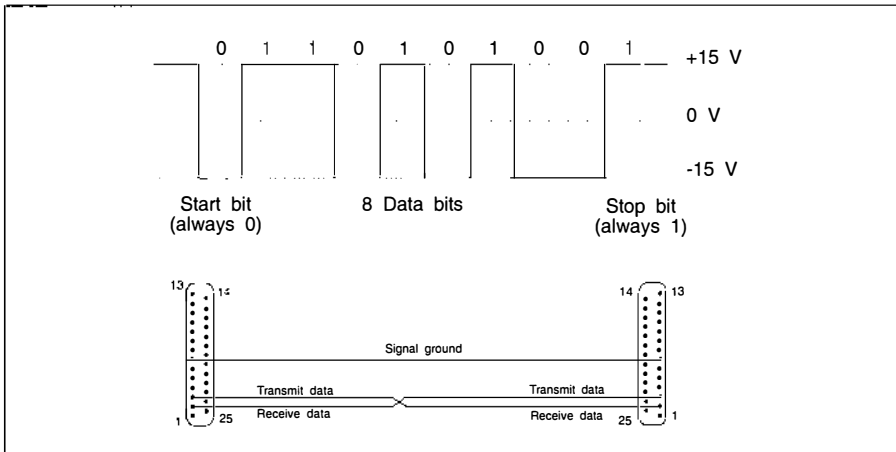 0 1 1 0 1 0 1 0 0 1
+15 V
0 V
-15 V
Start bit
(always 0)
8 Data bits
Stop bit
(always 1)
13 14
14 13
Signal ground
Transmit data Transmit data
Receive data Receive data
1 25
25 1